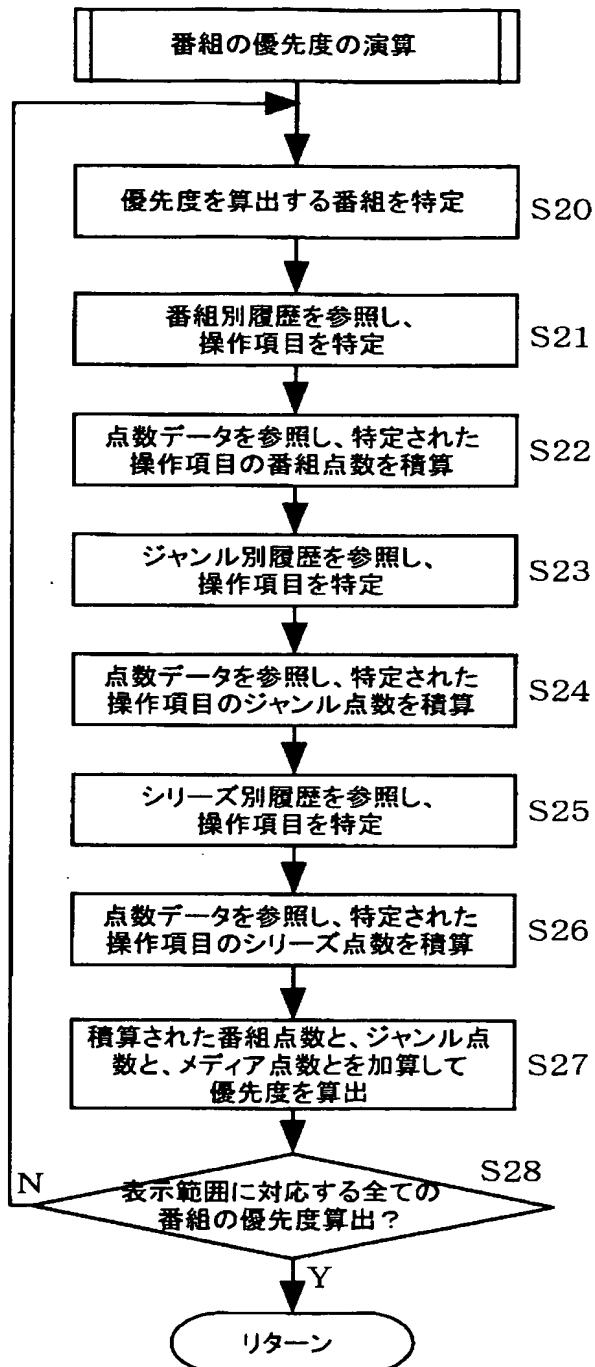 番組の優先度の演算
優先度を算出する番組を特定
S20
番組別履歴を参照し、
操作項目を特定
S21
点数データを参照し、特定された
操作項目の番組点数を積算
S22
ジャンル別履歴を参照し、
操作項目を特定
S23
点数データを参照し、特定された
操作項目のジャンル点数を積算
S24
シリーズ別履歴を参照し、
操作項目を特定
S25
点数データを参照し、特定された
操作項目のシリーズ点数を積算
S26
積算された番組点数と、ジャンル点
数と、メディア点数とを加算して
優先度を算出
S27
S28
N
表示範囲に対応する全ての
番組の優先度算出？
Y
リターン